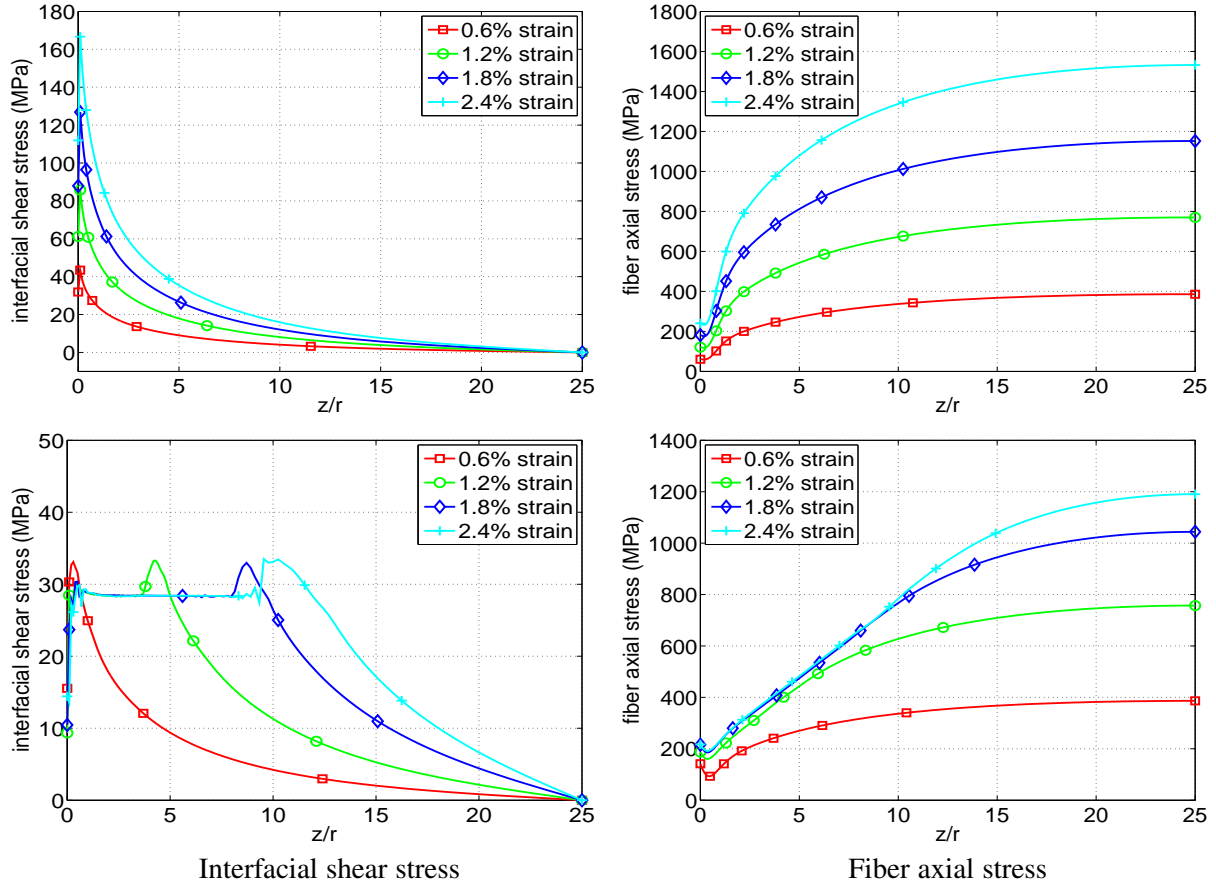 180
160
140
120
100
80
60
40
20
0
interfacial shear stress (MPa)
0.6% strain
1.2% strain
1.8% strain
2.4% strain
0 5 10 15 20 25
z/r
1800
1600
1400
1200
1000
800
600
400
200
0
fiber axial stress (MPa)
0.6% strain
1.2% strain
1.8% strain
2.4% strain
0 5 10 15 20 25
z/r
50
40
30
20
10
0
interfacial shear stress (MPa)
0.6% strain
1.2% strain
1.8% strain
2.4% strain
0 5 10 15 20 25
z/r
1400
1200
1000
800
600
400
200
0
fiber axial stress (MPa)
0.6% strain
1.2% strain
1.8% strain
2.4% strain
0 5 10 15 20 25
z/r
Interfacial shear stress
Fiber axial stress